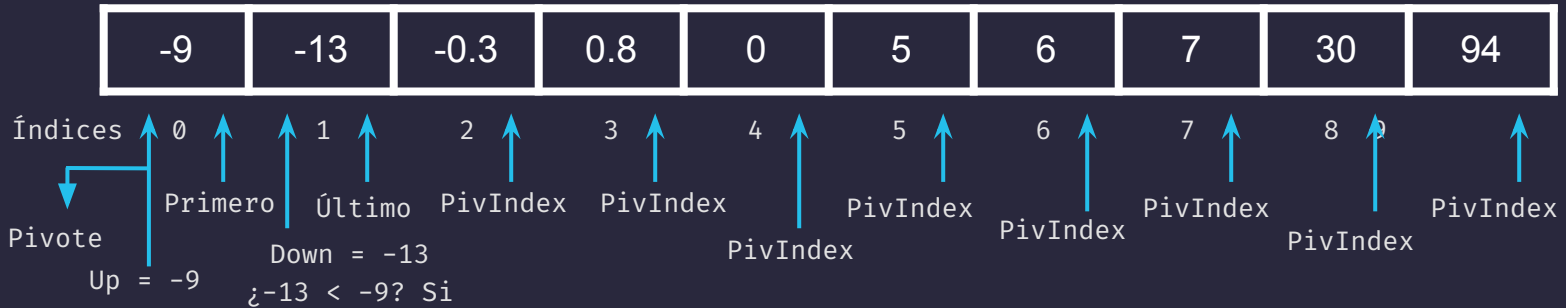 -9 -13 -0.3 0.8 0 5 6 7 30 94
Índices 0 1 2 3 4 5 6 7 8 9
Primero Último PivIndex PivIndex PivIndex PivIndex PivIndex
Pivote PivIndex PivIndex PivIndex
Down = -13
Up = -9
¿-13 < -9? Si